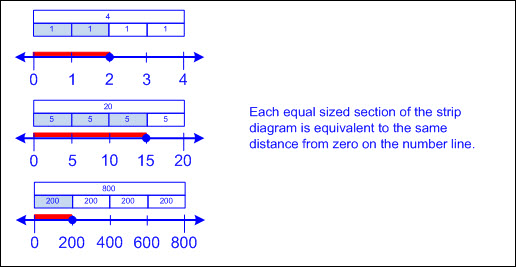 4
1 1 1 1
0 1 2 3 4
20
5 5 5 5
0 5 10 15 20
800
200 200 200 200
0 200 400 600 800
Each equal sized section of the strip
diagram is equivalent to the same
distance from zero on the number line.